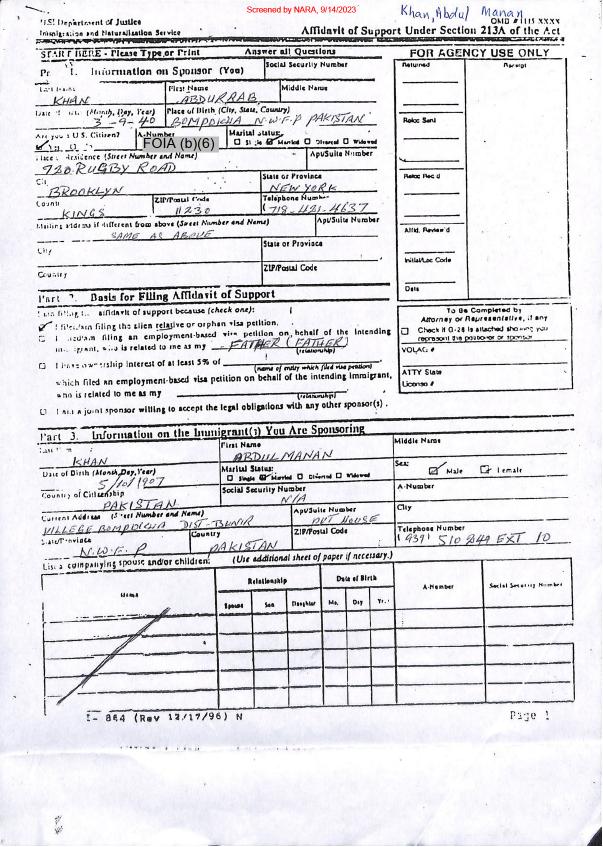 Screened by NARA, 9/14/2023
Khan, Abdul Manan
U.S. Department of Justice
OMB #1115 XXXX
Immigration and Naturalization Service
Affidavit of Support Under Section 213A of the Act
START HERE - Please Type or Print
Answer all Questions
FOR AGENCY USE ONLY
1. Information on Sponsor (You)
Social Security Number
Returned
Receipt
Last Name
First Name
Middle Name
KHAN
ABDURRAB
Date of Birth (Month, Day, Year)
Place of Birth (City, State, Country)
3-9-40
BOMPOICHA N.W.F.P PAKISTAN
Are you a U.S. Citizen?
A-Number
Marital Status:
Reloc Sent
FOIA (b)(6)
Single Married Divorced Widowed
Place of Residence (Street Number and Name)
Apt/Suite Number
720 RUGBY ROAD
State or Province
Reloc Rec'd
BROOKLYN
NEW YORK
ZIP/Postal Code
Telephone Number
KINGS
11230
(718-421-4637
Mailing address if different from above (Street Number and Name)
Apt/Suite Number
SAME AS ABOVE
Affid. Review'd
City
State or Province
Initial/Loc Code
Country
ZIP/Postal Code
Date
Part 2. Basis for Filing Affidavit of Support
I am filing this affidavit of support because (check one):
I filed/am filing the alien relative or orphan visa petition.
I filed/am filing an employment-based visa petition on behalf of the intending
immigrant, who is related to me as my FATHER (FATHER)
(relationship)
I have ownership interest of at least 5% of
(name of entity which filed visa petition)
which filed an employment-based visa petition on behalf of the intending immigrant,
who is related to me as my
(relationship)
I am a joint sponsor willing to accept the legal obligations with any other sponsor(s).
To Be Completed by
Attorney or Representative, if any
Check if G-28 is attached showing you
represent the petitioner or sponsor
VOLAG #
ATTY State
License #
Part 3. Information on the Immigrant(s) You Are Sponsoring
Last Name
First Name
Middle Name
KHAN
ABDUL MANAN
Date of Birth (Month,Day,Year)
Marital Status:
Sex:
5/10/1907
Single Married Divorced Widowed
Male Female
Country of Citizenship
Social Security Number
A-Number
PAKISTAN
N/A
Current Address (Street Number and Name)
Apt/Suite Number
City
VILLEGE BOMPOICHA DIST-BUNIR
HOUSE
State/Province
Country
ZIP/Postal Code
Telephone Number
N.W.F.P
PAKISTAN
(939) 510 244 EXT 10
List accompanying spouse and/or children:
(Use additional sheet of paper if necessary.)
Name
Relationship
Date of Birth
A-Number
Social Security Number
Spouse
Son
Daughter
Mo.
Day
Yr.
I-864 (Rev 12/17/96) N
Page 1